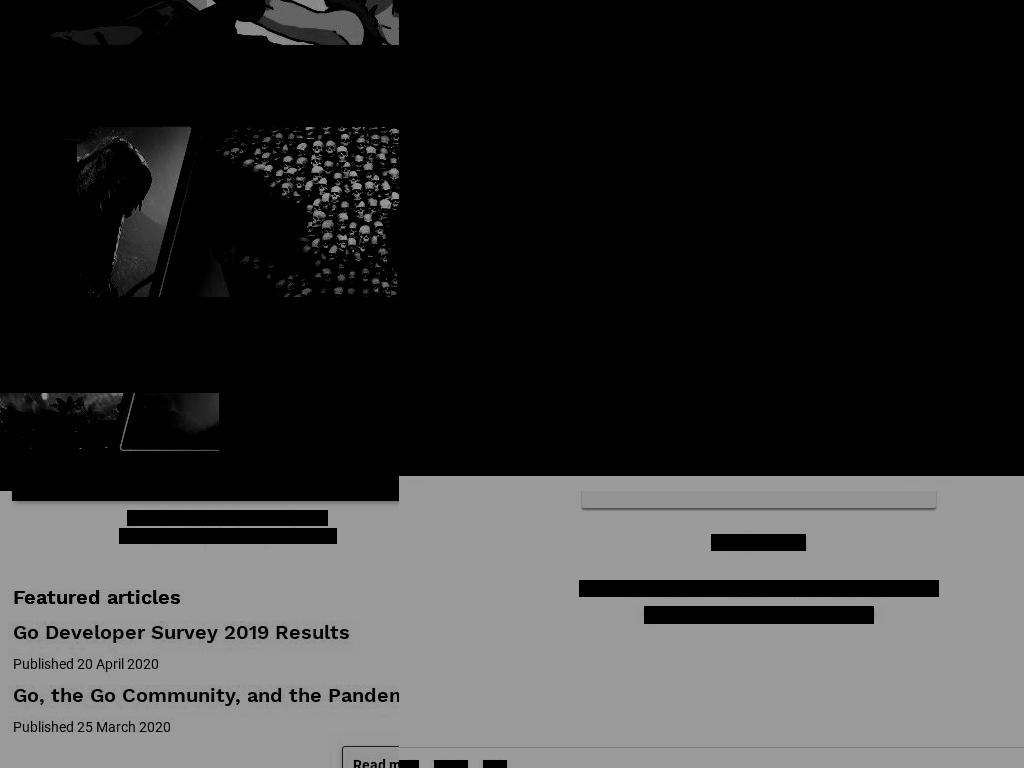 Featured articles
Go Developer Survey 2019 Results
Published 20 April 2020
Go, the Go Community, and the
Published 25 March 2020
Read